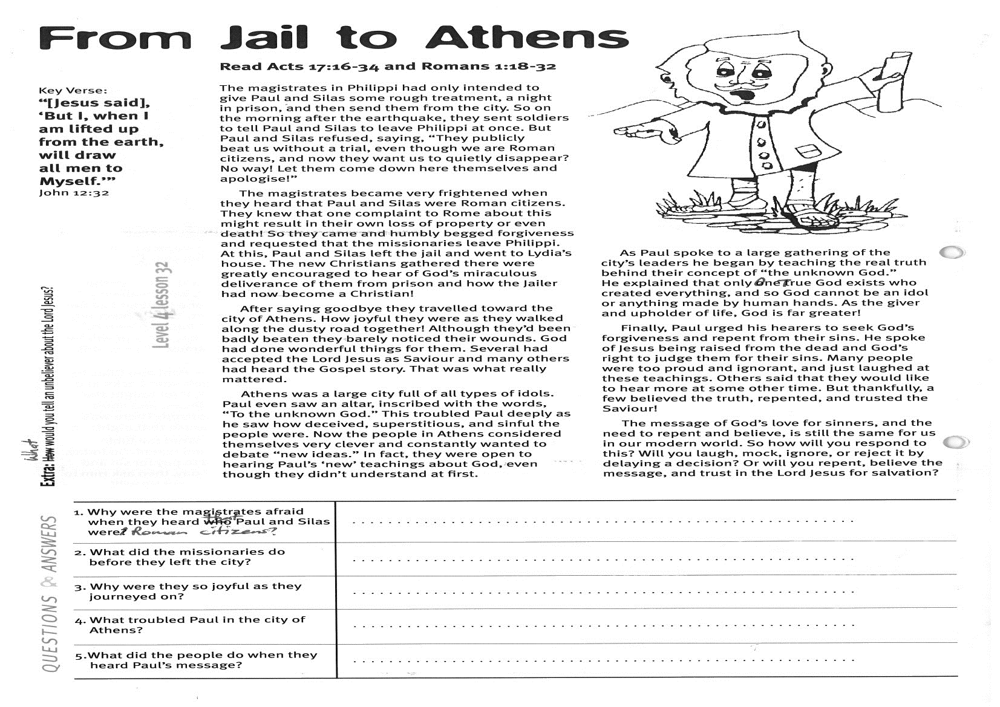 From Jail to Athens
Read Acts 17:16-34 and Romans 1:18-32
Key Verse:
“[Jesus said],
‘But I, when I
am lifted up
from the earth,
will draw
all men to
Myself.’”
John 12:32
Level 4 lesson 32
What
Extra: How would you tell an unbeliever about the Lord Jesus?
The magistrates in Philippi had only intended to
give Paul and Silas some rough treatment, a night
in prison, and then send them from the city. So on
the morning after the earthquake, they sent soldiers
to tell Paul and Silas to leave Philippi at once. But
Paul and Silas refused, saying, “They publicly
beat us without a trial, even though we are Roman
citizens, and now they want us to quietly disappear?
No way! Let them come down here themselves and
apologise!”
The magistrates became very frightened when
they heard that Paul and Silas were Roman citizens.
They knew that one complaint to Rome about this
might result in their own loss of property or even
death! So they came and humbly begged forgiveness
and requested that the missionaries leave Philippi.
At this, Paul and Silas left the jail and went to Lydia’s
house. The new Christians gathered there were
greatly encouraged to hear of God’s miraculous
deliverance of them from prison and how the Jailer
had now become a Christian!
After saying goodbye they travelled toward the
city of Athens. How joyful they were as they walked
along the dusty road together! Although they’d been
badly beaten they barely noticed their wounds. God
had done wonderful things for them. Several had
accepted the Lord Jesus as Saviour and many others
had heard the Gospel story. That was what really
mattered.
Athens was a large city full of all types of idols.
Paul even saw an altar, inscribed with the words,
“To the unknown God.” This troubled Paul deeply as
he saw how deceived, superstitious, and sinful the
people were. Now the people in Athens considered
themselves very clever and constantly wanted to
debate “new ideas.” In fact, they were open to
hearing Paul’s ‘new’ teachings about God, even
though they didn’t understand at first.
As Paul spoke to a large gathering of the
city’s leaders he began by teaching the real truth
behind their concept of “the unknown God.”
He explained that only One True God exists who
created everything, and so God cannot be an idol
or anything made by human hands. As the giver
and upholder of life, God is far greater!
Finally, Paul urged his hearers to seek God’s
forgiveness and repent from their sins. He spoke
of Jesus being raised from the dead and God’s
right to judge them for their sins. Many people
were too proud and ignorant, and just laughed at
these teachings. Others said that they would like
to hear more at some other time. But thankfully, a
few believed the truth, repented, and trusted the
Saviour!
The message of God’s love for sinners, and the
need to repent and believe, is still the same for us
in our modern world. So how will you respond to
this? Will you laugh, mock, ignore, or reject it by
delaying a decision? Or will you repent, believe the
message, and trust in the Lord Jesus for salvation?
QUESTIONS & ANSWERS
1. Why were the magistrates afraid
that
when they heard who Paul and Silas
were? Roman citizens?
2. What did the missionaries do
before they left the city?
3. Why were they so joyful as they
journeyed on?
4. What troubled Paul in the city of
Athens?
5.What did the people do when they
heard Paul’s message?